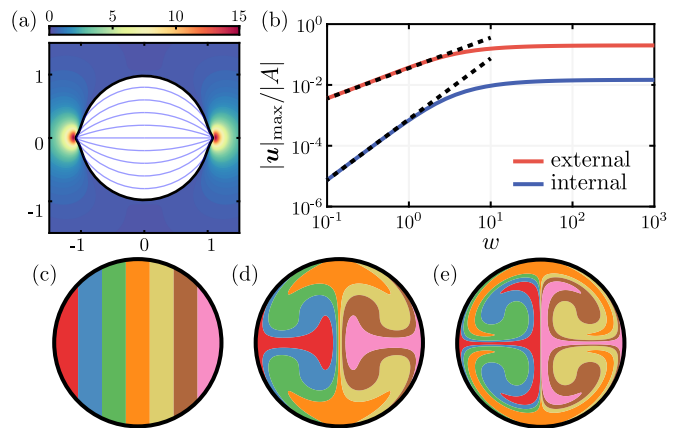 (a)
0 5 10 15
1
0
-1
-1 0 1
(b)
|u|max/|A|
10^0
10^-2
10^-4
10^-6
external
internal
10^-1 10^0 10^1 10^2 10^3
w
(c)
(d)
(e)